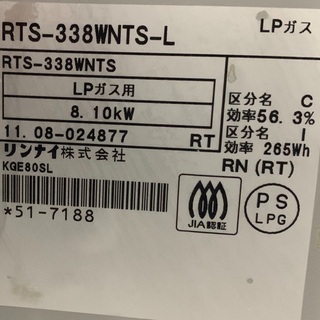 RTS-338WNTS-L LPガス
RTS-338WNTS
LPガス用
8.10kW
区分名 C
効率56.3%
11.08-024877 RT
区分名 I
効率 265Wh
リンナイ株式会社
RN (RT)
KGE80SL
*51-7188
JIA認証
PS
LPG